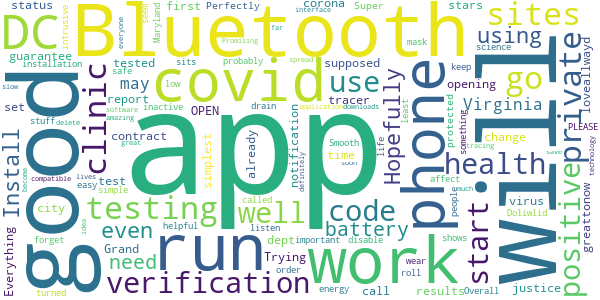 status
intrusive
seem
Maryland
first
Perfectly
Promising
Bluetooth
corona
interface
Super
far
mask
everyone
stars
sites
DC
guarantee
installation
slow
delete
stuff
compatible
set
became
Install
Everything
good
covid
tested
safe
sits
probably
low
may
report
inactive
drain
software
amazing
great
contract
clinic
lives
easy
test
simple
city
idea
forget
turned
OPEN
simplest
already
app
notification
supposed
tracer
time
use
Hopefully
at
least
life
phone
using
go
opening
keep
science
spread
Virginia
protected
something
tracing
change
health
private
loveallwayd
PLEASE
technology
greattonow
positive
Will
testing
even
need
Grand
helpful
called
well
listen
dept
important
disable
code
battery
start
affect
people
much
virus
Doliwlid
justice
run
work
Trying
definitely
order
energy
call
wear
roll
shows
results
Overall
verification
application
downloads
Smooth
soon